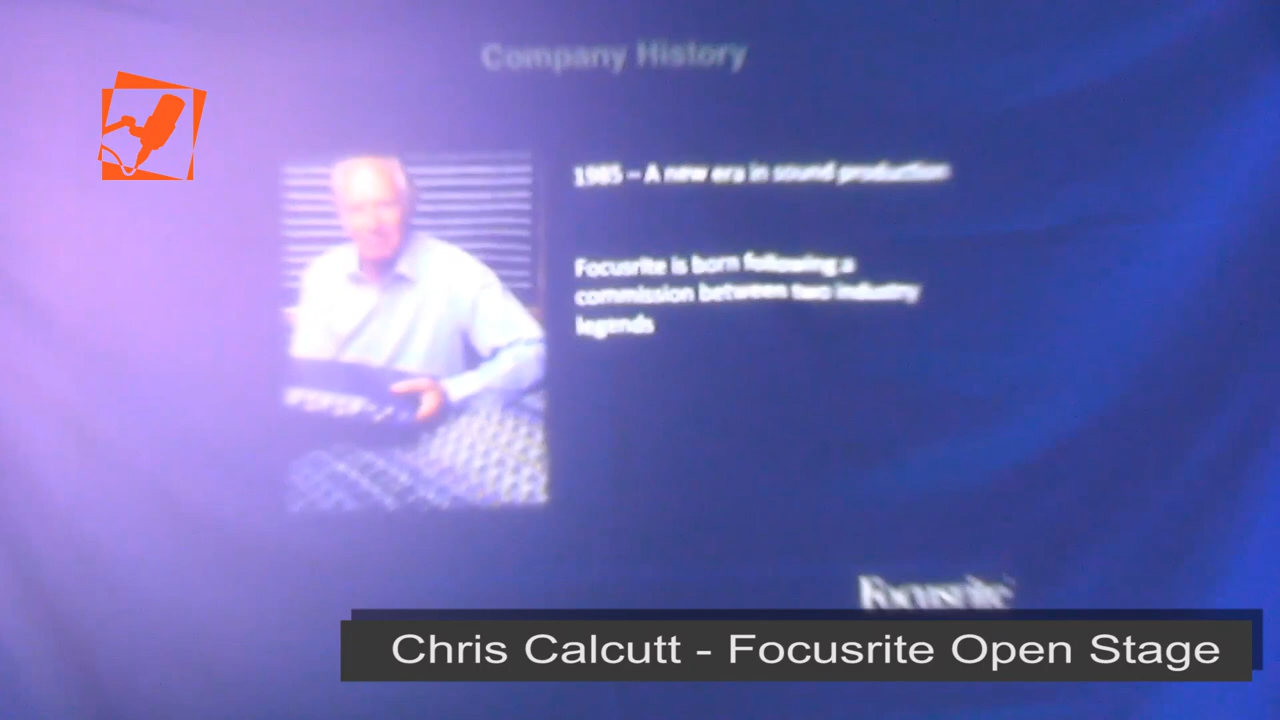 Company History
1985 – A new era in sound production
Focusrite is born following a
commission between two industry
legends
Focusrite
Chris Calcutt - Focusrite Open Stage